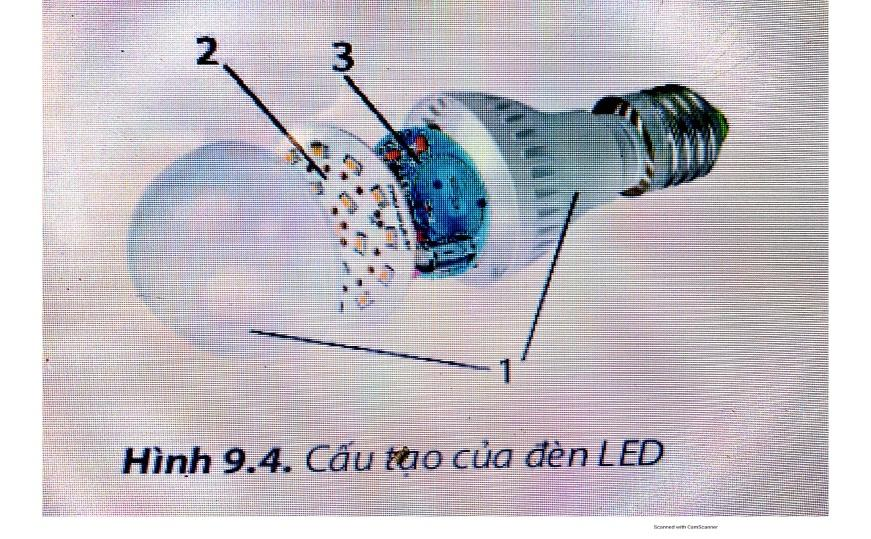 2
3
1
Hình 9.4. Cấu tạo của đèn LED
Scanned with CamScanner